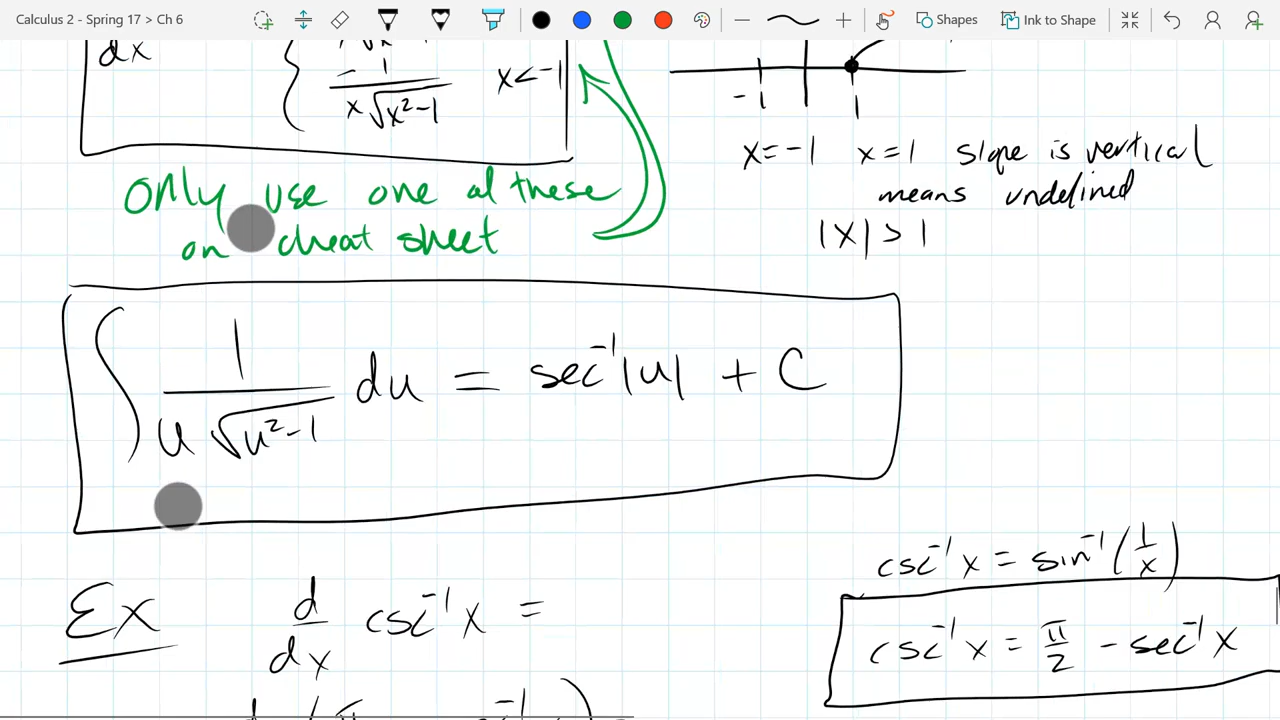 Calculus 2 - Spring 17 > Ch 6
Shapes
Ink to Shape
dx
{ - 1 / x√(x²-1)  x < -1
-1  1
x = -1  x = 1  slope is vertical
means undefined
|x| > 1
Only use one of these
on cheat sheet
∫ 1 / (u√(u²-1)) du = sec⁻¹|u| + C
csc⁻¹x = sin⁻¹(1/x)
Ex  d/dx csc⁻¹x =
csc⁻¹x = π/2 - sec⁻¹x